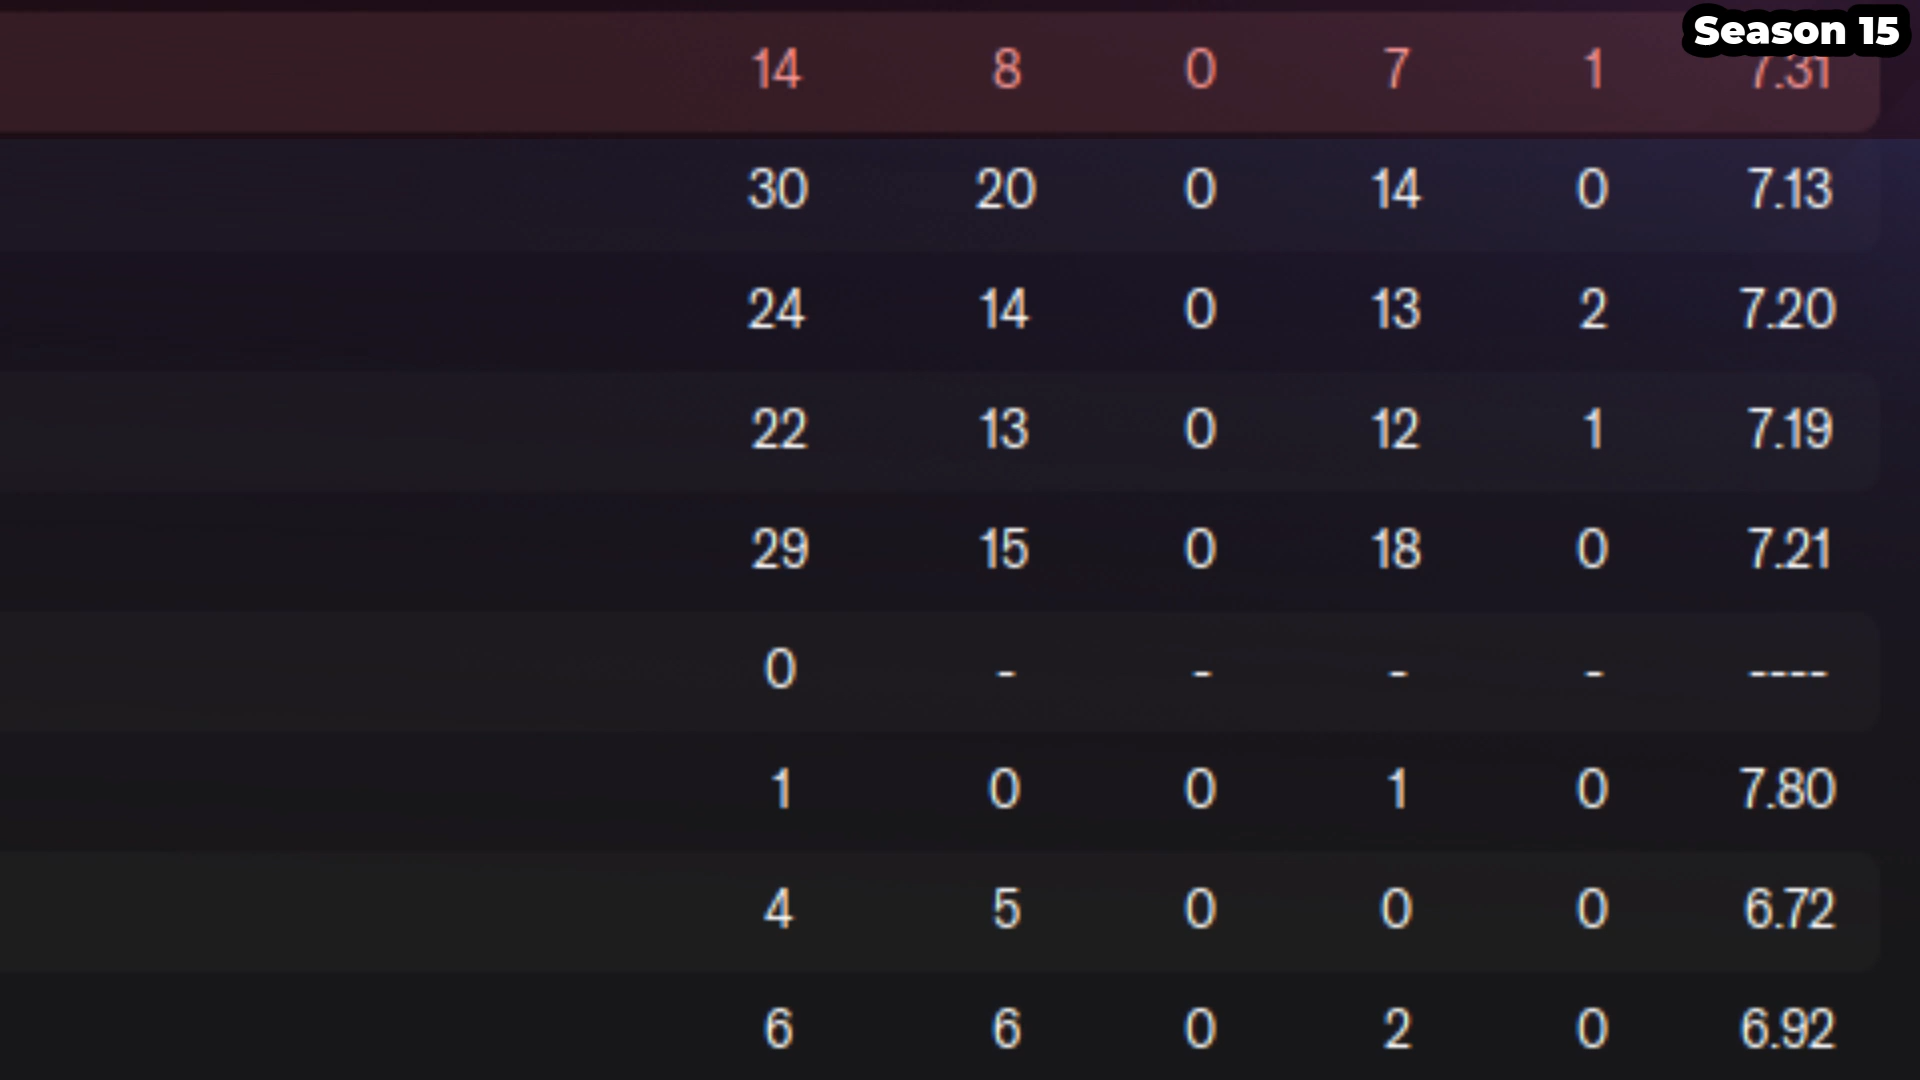 Season 15
14 8 0 7 1 7.31
30 20 0 14 0 7.13
24 14 0 13 2 7.20
22 13 0 12 1 7.19
29 15 0 18 0 7.21
0 - - - - ----
1 0 0 1 0 7.80
4 5 0 0 0 6.72
6 6 0 2 0 6.92